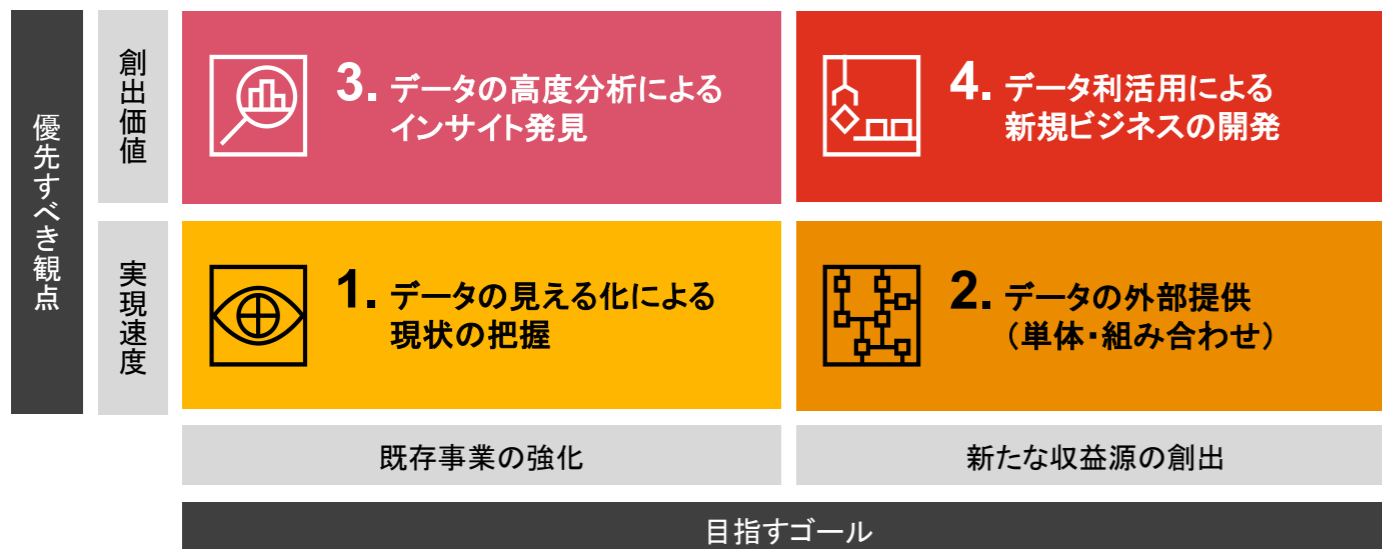 優先すべき観点
創出価値
3. データの高度分析による
インサイト発見
4. データ利活用による
新規ビジネスの開発
実現速度
1. データの見える化による
現状の把握
2. データの外部提供
（単体・組み合わせ）
既存事業の強化
新たな収益源の創出
目指すゴール